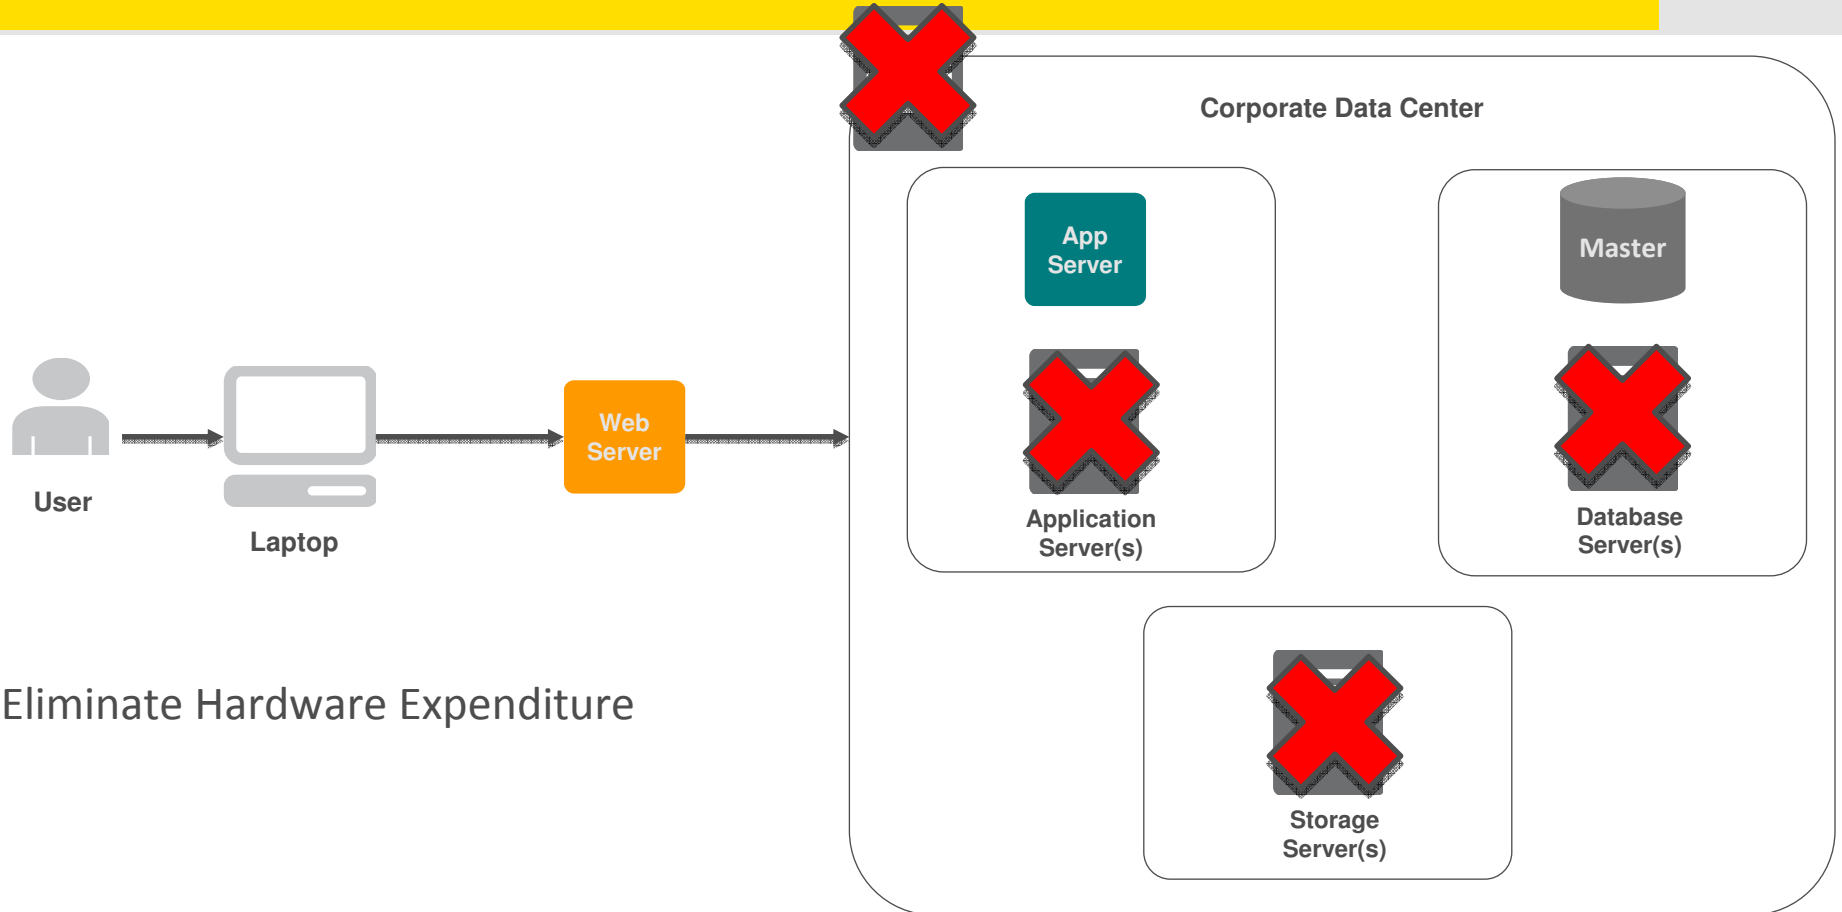 Corporate Data Center
App
Server
Master
Web
Server
User
Laptop
Application
Server(s)
Database
Server(s)
Eliminate Hardware Expenditure
Storage
Server(s)